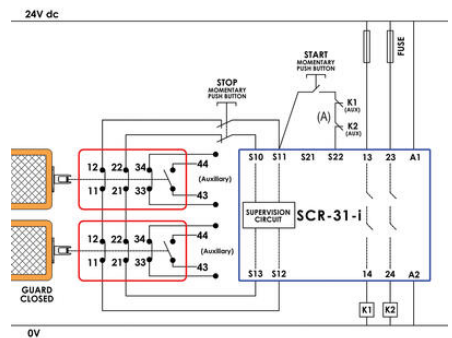 24V dc
START
MOMENTARY
PUSH BUTTON
FUSE
STOP
MOMENTARY
PUSH BUTTON
K1
(AUX)
(A)
K2
(AUX)
12 22 34 44
(Auxiliary)
11 21 33 43
S10 S11 S21 S22 13 23 A1
SUPERVISION
CIRCUIT
SCR-31-i
12 22 34 44
(Auxiliary)
11 21 33 43
S13 S12 14 24 A2
GUARD
CLOSED
K1 K2
0V